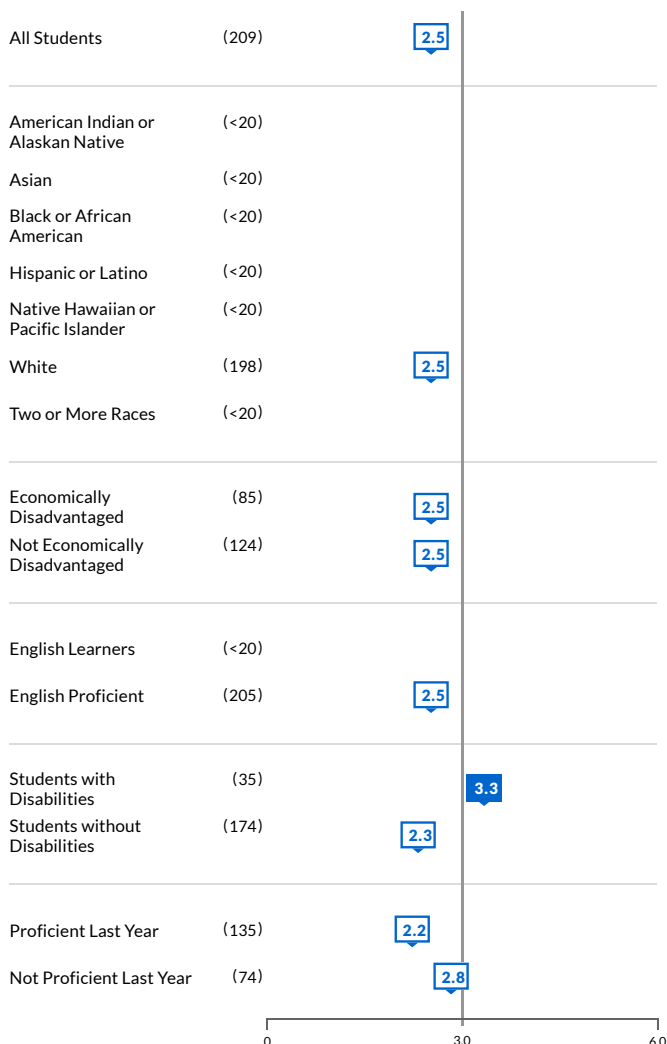 All Students (209) 2.5
American Indian or (<20)
Alaskan Native
Asian (<20)
Black or African (<20)
American
Hispanic or Latino (<20)
Native Hawaiian or (<20)
Pacific Islander
White (198) 2.5
Two or More Races (<20)
Economically (85) 2.5
Disadvantaged
Not Economically (124) 2.5
Disadvantaged
English Learners (<20)
English Proficient (205) 2.5
Students with (35) 3.3
Disabilities
Students without (174) 2.3
Disabilities
Proficient Last Year (135) 2.2
Not Proficient Last Year (74) 2.8
0 3.0 6.0